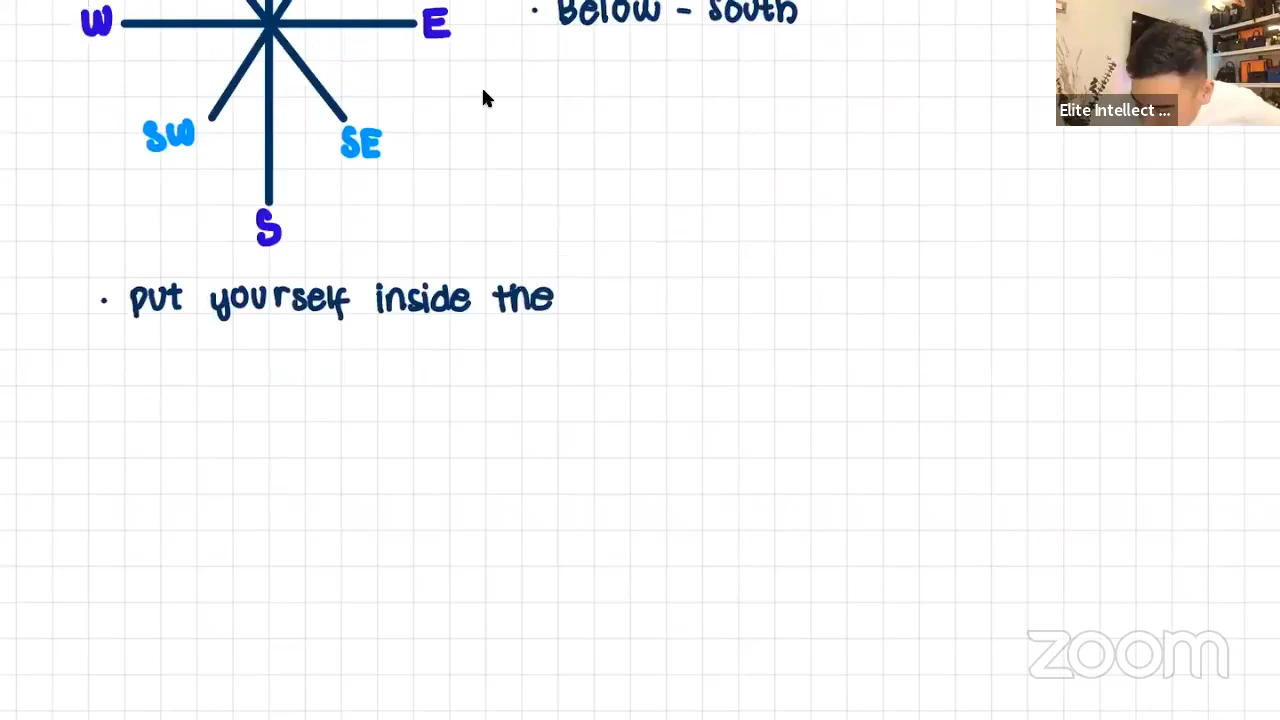 W
E
· Below - South
SW
SE
S
· put yourself inside the
Elite Intellect ...
zoom